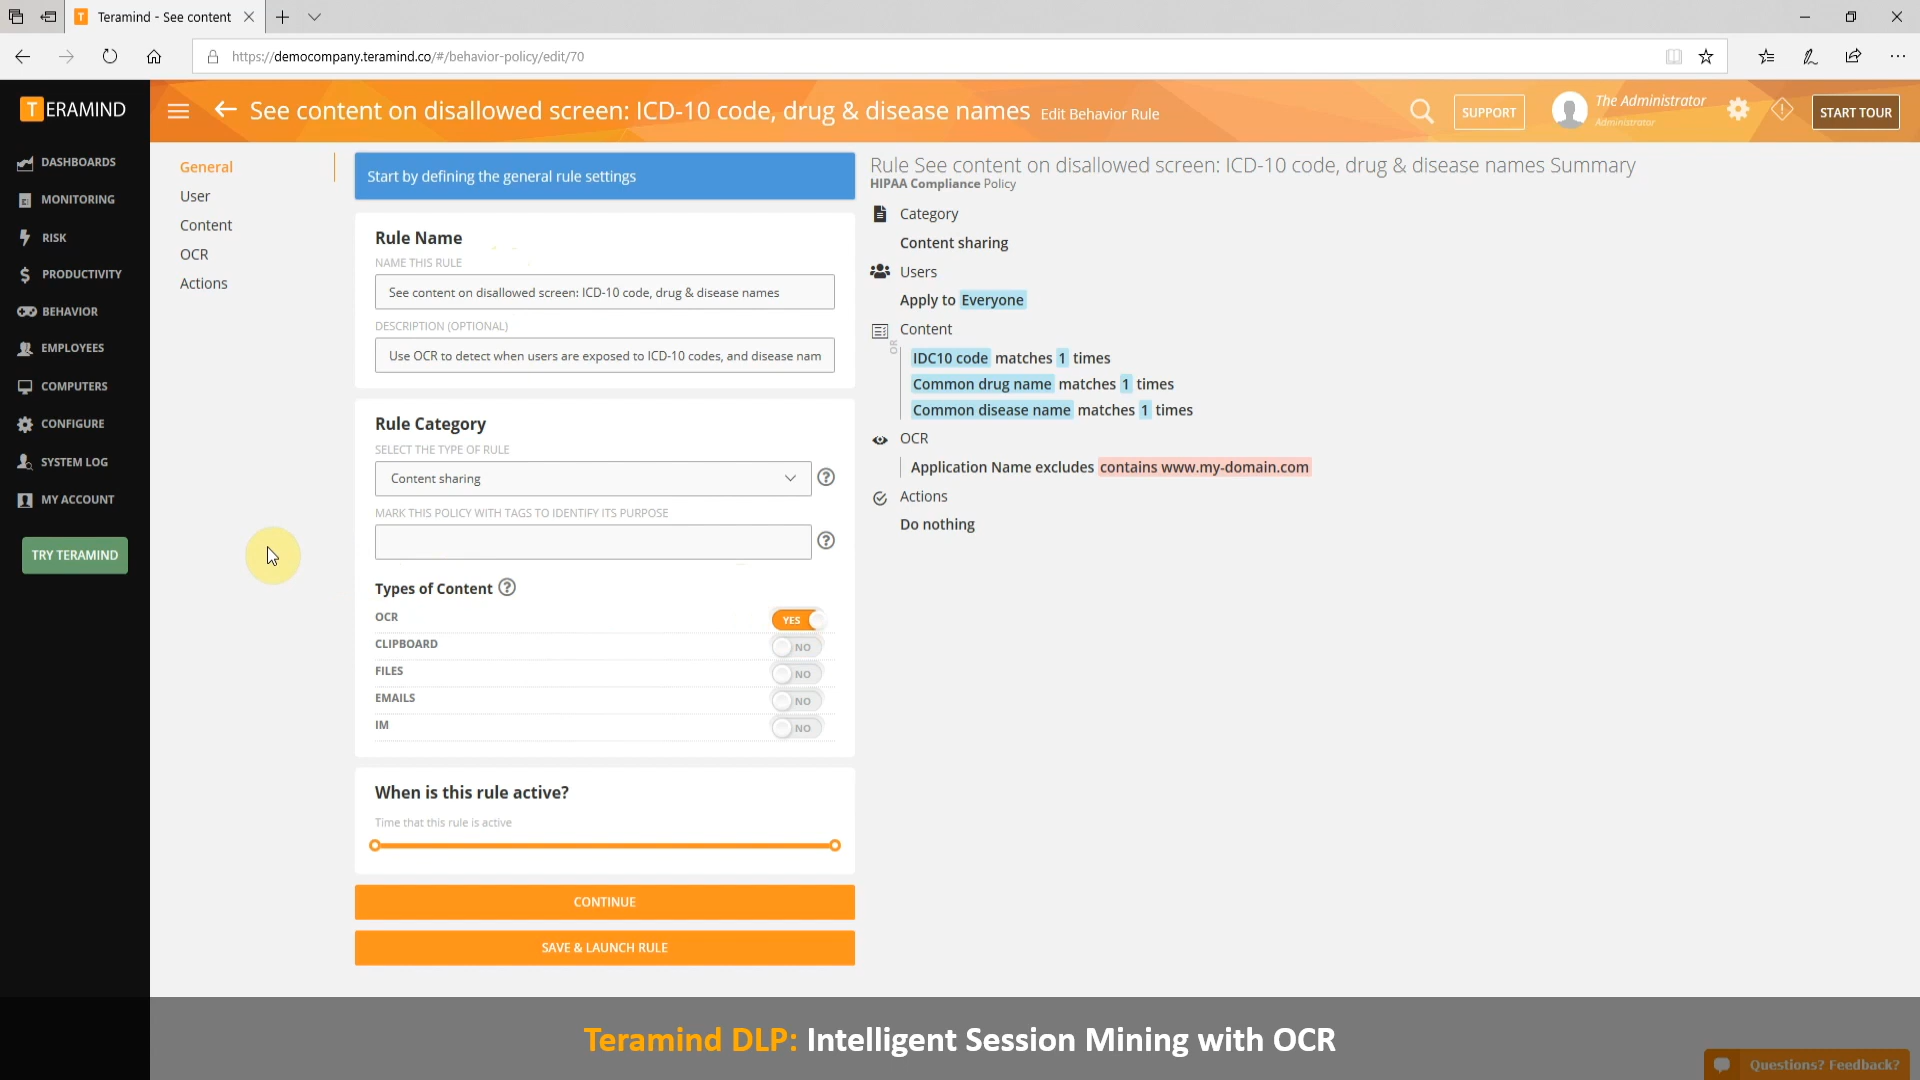 Teramind - See content
https://democompany.teramind.co/#/behavior-policy/edit/70
TERAMIND
See content on disallowed screen: ICD-10 code, drug & disease names Edit Behavior Rule
SUPPORT
The Administrator
Administrator
START TOUR
DASHBOARDS
MONITORING
RISK
PRODUCTIVITY
BEHAVIOR
EMPLOYEES
COMPUTERS
CONFIGURE
SYSTEM LOG
MY ACCOUNT
TRY TERAMIND
General
User
Content
OCR
Actions
Start by defining the general rule settings
Rule Name
NAME THIS RULE
See content on disallowed screen: ICD-10 code, drug & disease names
DESCRIPTION (OPTIONAL)
Use OCR to detect when users are exposed to ICD-10 codes, and disease nam
Rule Category
SELECT THE TYPE OF RULE
Content sharing
?
MARK THIS POLICY WITH TAGS TO IDENTIFY ITS PURPOSE
?
Types of Content ?
OCR YES
CLIPBOARD NO
FILES NO
EMAILS NO
IM NO
When is this rule active?
Time that this rule is active
CONTINUE
SAVE & LAUNCH RULE
Rule See content on disallowed screen: ICD-10 code, drug & disease names Summary
HIPAA Compliance Policy
Category
Content sharing
Users
Apply to Everyone
Content
OR
IDC10 code matches 1 times
Common drug name matches 1 times
Common disease name matches 1 times
OCR
Application Name excludes contains www.my-domain.com
Actions
Do nothing
Teramind DLP: Intelligent Session Mining with OCR
Questions? Feedback?